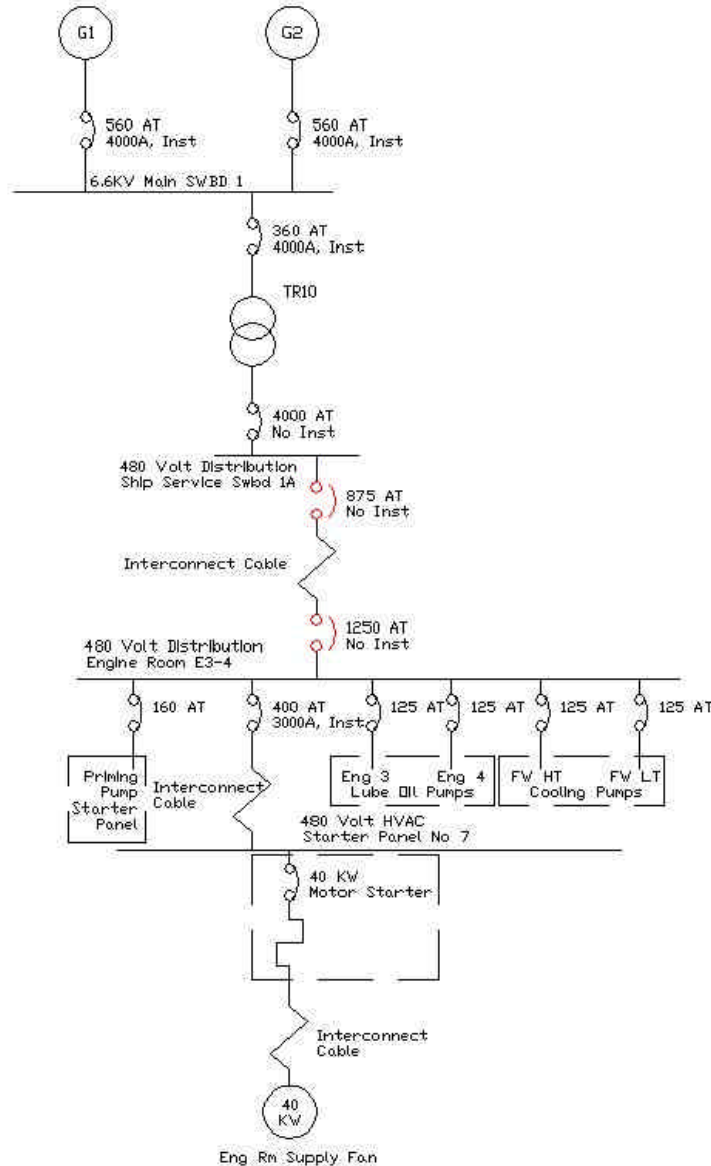 G1
G2
560 AT
4000A, Inst
560 AT
4000A, Inst
6.6KV Main SWBD 1
360 AT
4000A, Inst
TR10
4000 AT
No Inst
480 Volt Distribution
Ship Service Swbd 1A
875 AT
No Inst
Interconnect Cable
1250 AT
No Inst
480 Volt Distribution
Engine Room E3-4
160 AT
400 AT
3000A, Inst
125 AT
125 AT
125 AT
125 AT
Priming
Pump
Starter
Panel
Interconnect
Cable
Eng 3
Eng 4
Lube Oil Pumps
FW HT
FW LT
Cooling Pumps
480 Volt HVAC
Starter Panel No 7
40 KW
Motor Starter
Interconnect
Cable
40
KW
Eng Rm Supply Fan